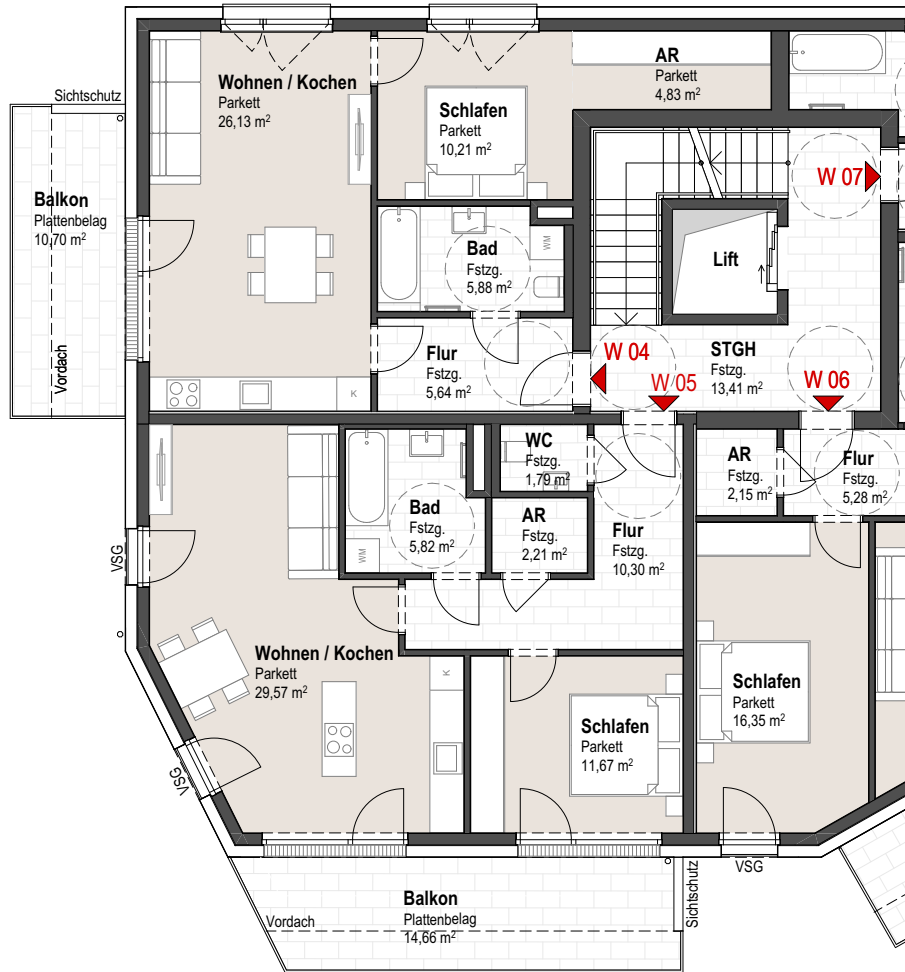 Wohnen / Kochen
Parkett
26,13 m²
AR
Parkett
4,83 m²
Sichtschutz
Schlafen
Parkett
10,21 m²
W 07
Balkon
Plattenbelag
10,70 m²
Bad
Fstzg.
5,88 m²
WM
Lift
Vordach
Flur
Fstzg.
5,64 m²
W 04
W 05
STGH
Fstzg.
13,41 m²
W 06
K
WC
Fstzg.
1,79 m²
AR
Fstzg.
2,15 m²
Flur
Fstzg.
5,28 m²
Bad
Fstzg.
5,82 m²
WM
AR
Fstzg.
2,21 m²
Flur
Fstzg.
10,30 m²
VSG
Wohnen / Kochen
Parkett
29,57 m²
K
Schlafen
Parkett
11,67 m²
Schlafen
Parkett
16,35 m²
VSG
VSG
Sichtschutz
Balkon
Plattenbelag
14,66 m²
Vordach